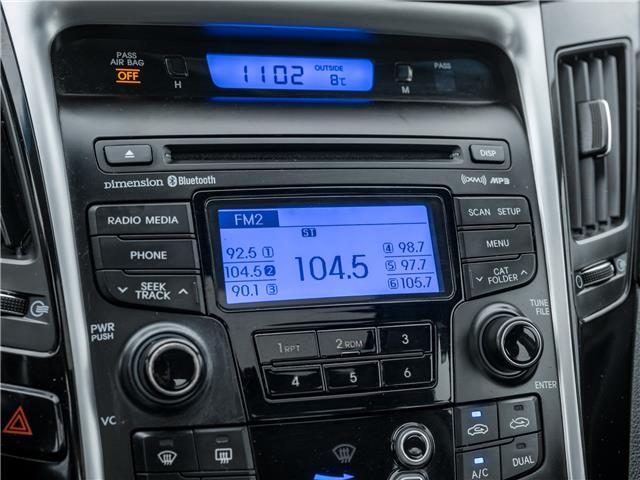 PASS
AIR BAG
OFF
H
1102
OUTSIDE
8℃
M
PASS
DISP
DIMENSION Bluetooth
((XM)) MP3
RADIO MEDIA
PHONE
SEEK
TRACK
FM2
ST
92.5 1
104.5 2
90.1 3
104.5
4 98.7
5 97.7
6 105.7
SCAN SETUP
MENU
CAT
FOLDER
PWR
PUSH
TUNE
FILE
1 RPT
2 RDM
3
4
5
6
ENTER
VC
A/C
DUAL